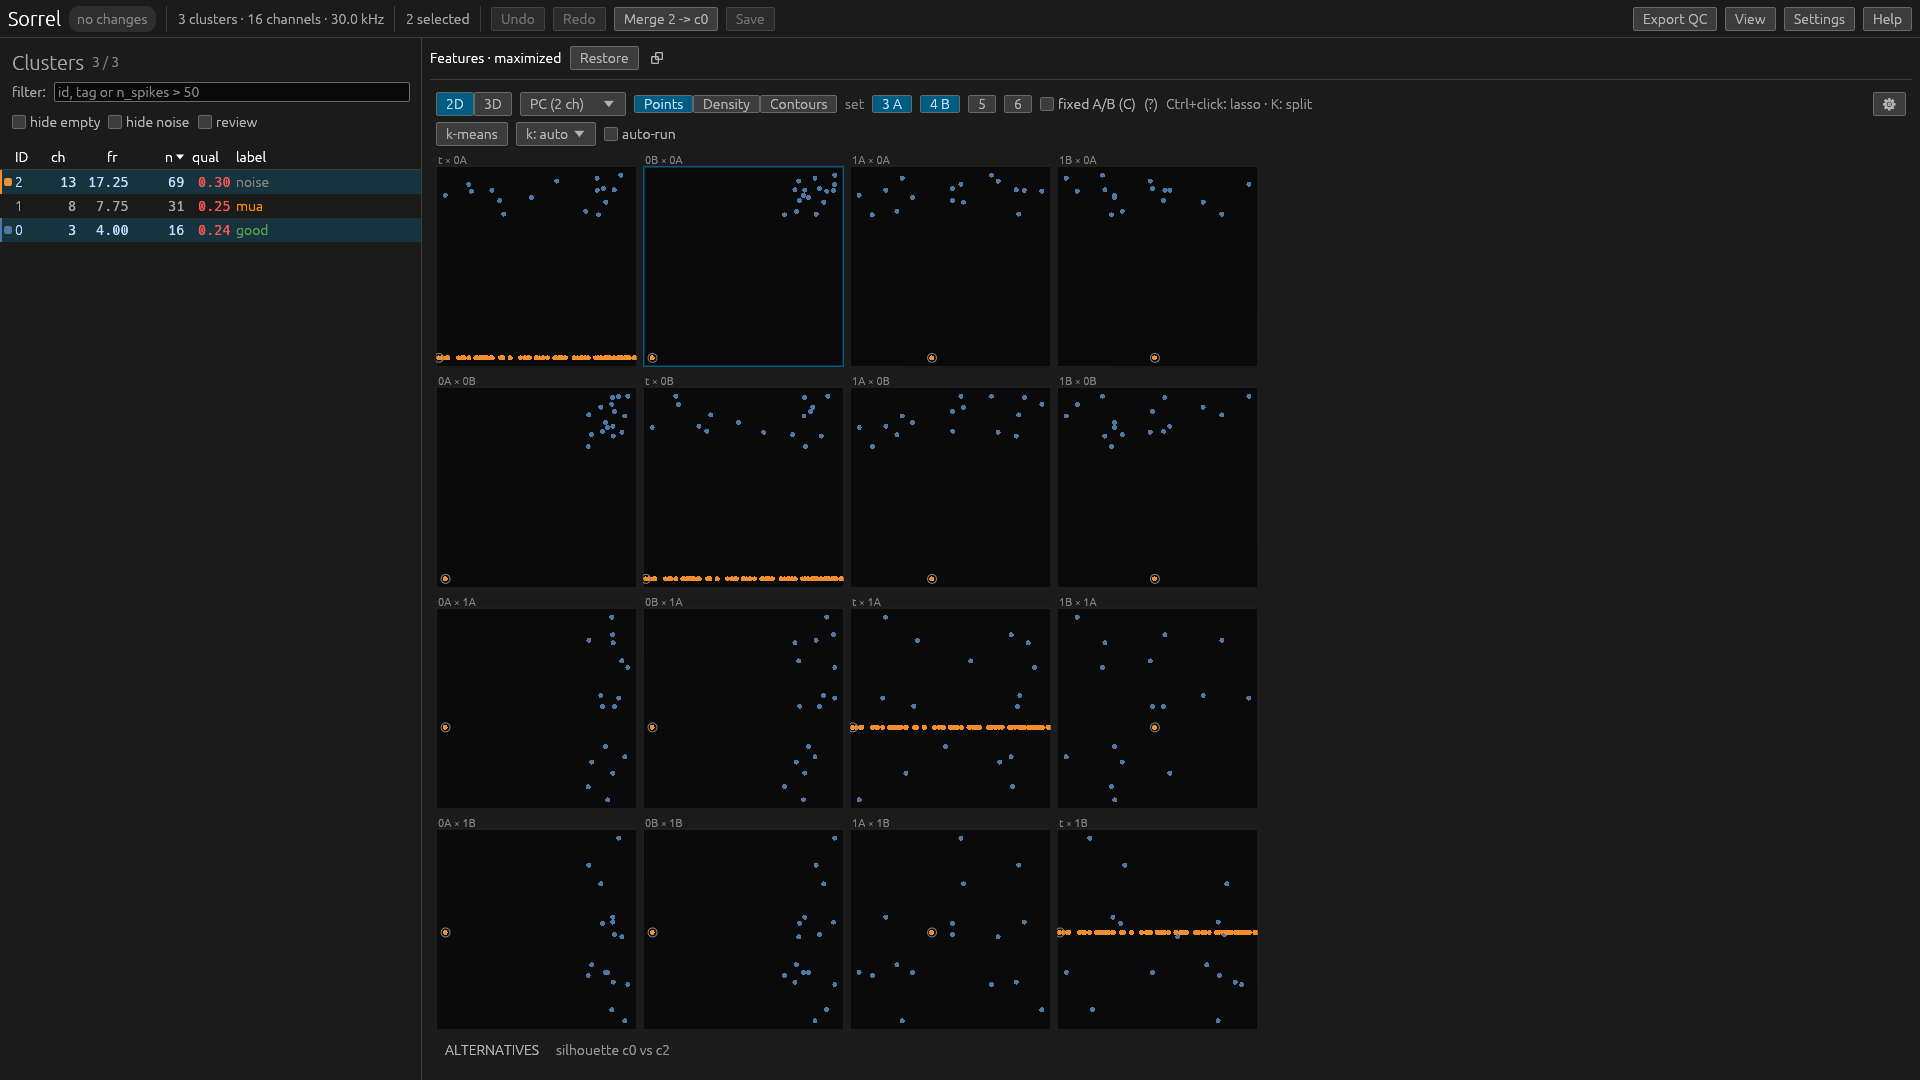 Sorrel no changes 3 clusters · 16 channels · 30.0 kHz 2 selected Undo Redo Merge 2 -> c0 Save Export QC View Settings Help
Clusters 3 / 3
filter: id, tag or n_spikes > 50
hide empty hide noise review
ID ch fr n qual label
2 13 17.25 69 0.30 noise
1 8 7.75 31 0.25 mua
0 3 4.00 16 0.24 good
Features · maximized Restore
2D 3D PC (2 ch) Points Density Contours set 3 A 4 B 5 6 fixed A/B (C) (?) Ctrl+click: lasso · K: split
k-means k: auto auto-run
t × 0A 0B × 0A 1A × 0A 1B × 0A
0A × 0B t × 0B 1A × 0B 1B × 0B
0A × 1A 0B × 1A t × 1A 1B × 1A
0A × 1B 0B × 1B 1A × 1B t × 1B
ALTERNATIVES silhouette c0 vs c2